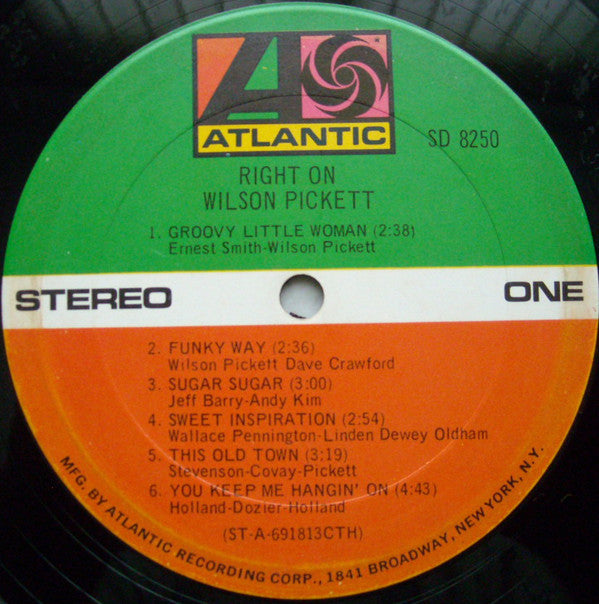 ATLANTIC
SD 8250
RIGHT ON
WILSON PICKETT
1. GROOVY LITTLE WOMAN (2:38)
Ernest Smith-Wilson Pickett
STEREO
ONE
2. FUNKY WAY (2:36)
Wilson Pickett Dave Crawford
3. SUGAR SUGAR (3:00)
Jeff Barry-Andy Kim
4. SWEET INSPIRATION (2:54)
Wallace Pennington-Linden Dewey Oldham
5. THIS OLD TOWN (3:19)
Stevenson-Covay-Pickett
6. YOU KEEP ME HANGIN' ON (4:43)
Holland-Dozier-Holland
(ST-A-691813CTH)
MFG. BY ATLANTIC RECORDING CORP., 1841 BROADWAY, NEW YORK, N.Y.